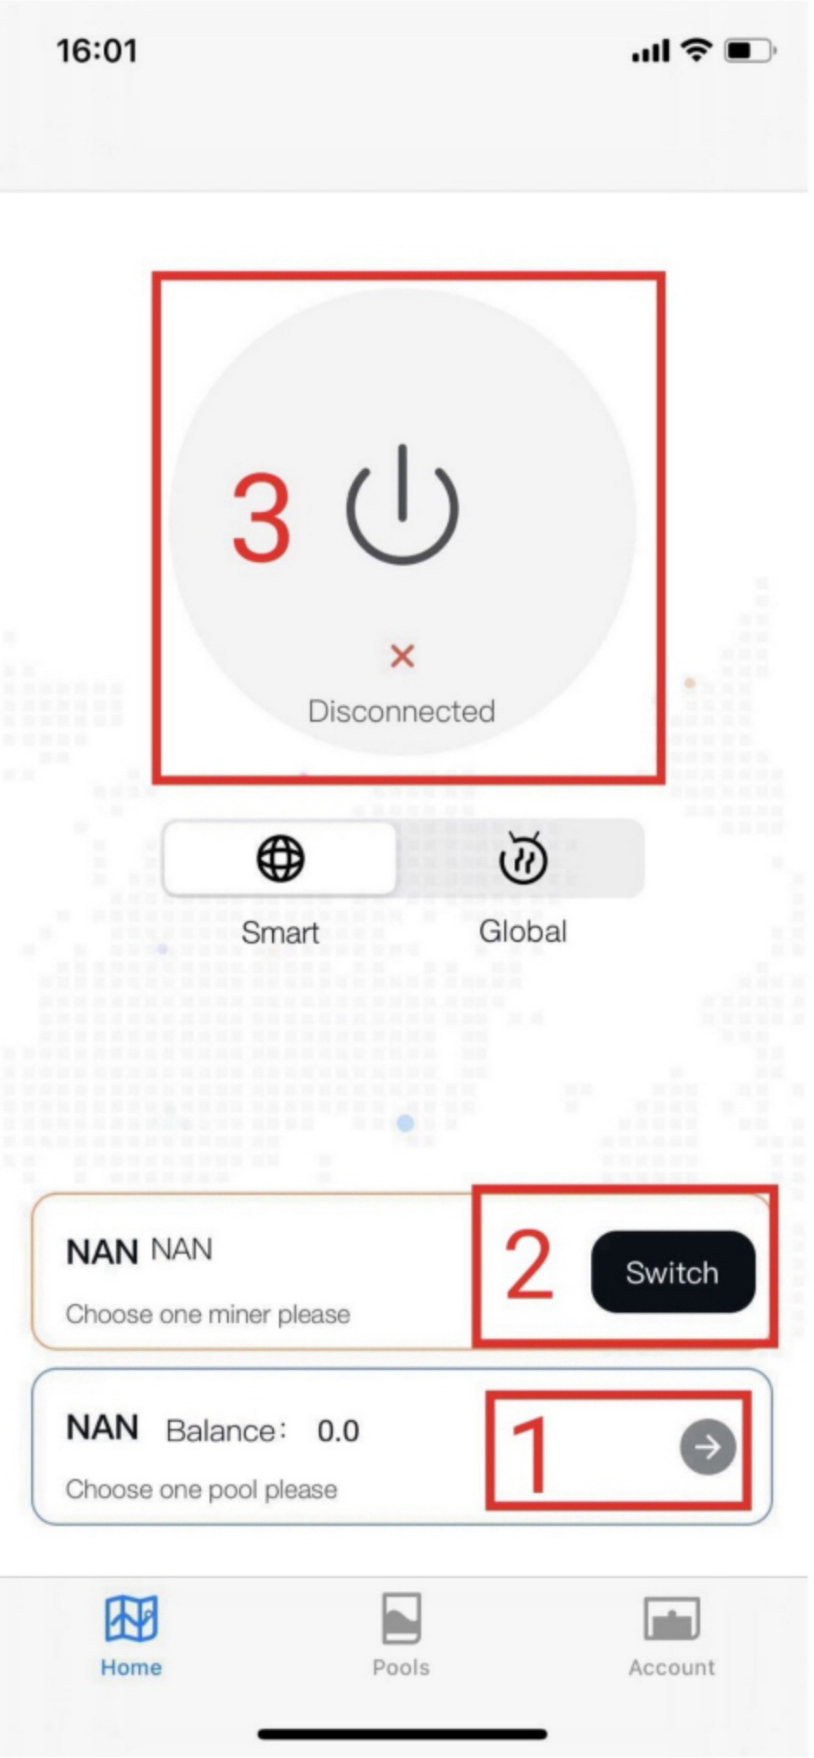 16:01
3
Disconnected
Smart Global
NAN NAN
Choose one miner please
2
Switch
NAN Balance: 0.0
Choose one pool please
1
Home Pools Account